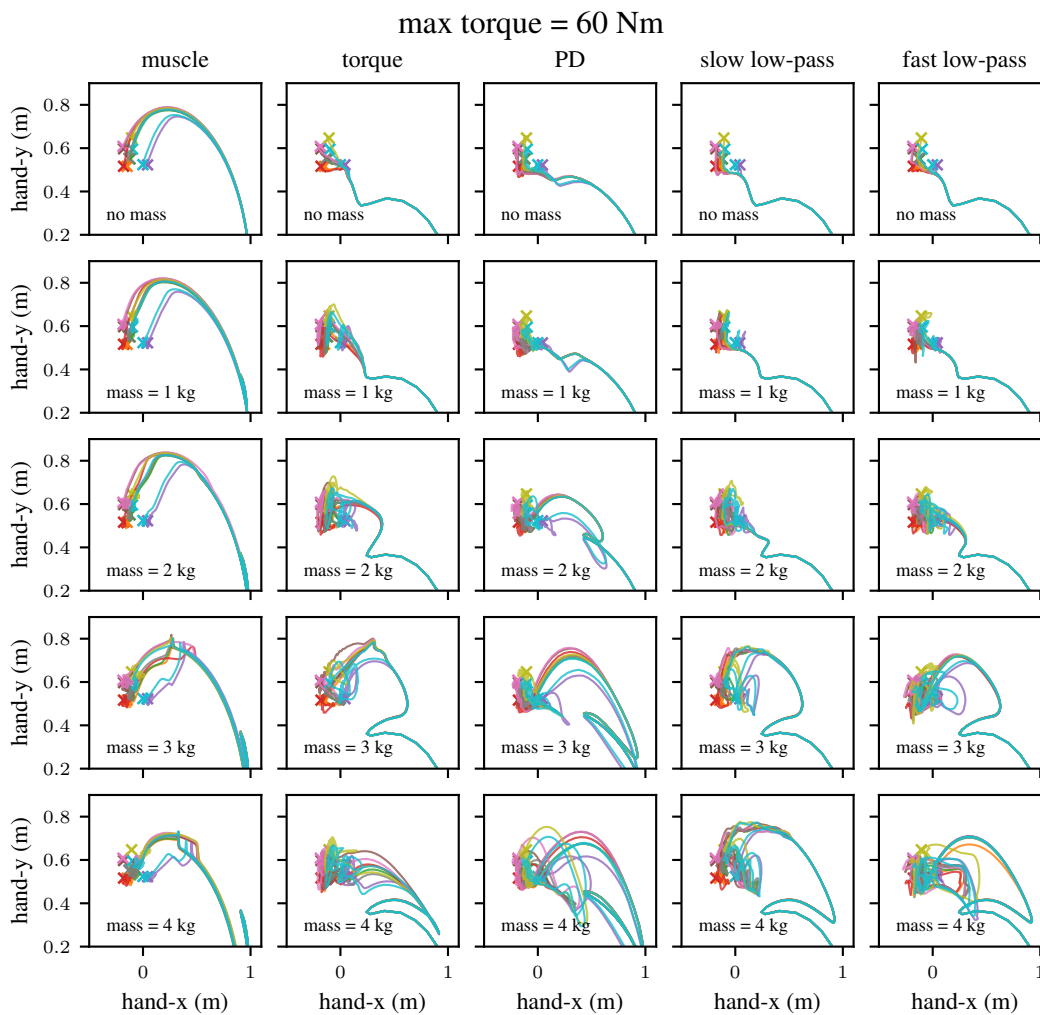 max torque = 60 Nm
muscle torque PD slow low-pass fast low-pass
hand-y (m)
0.8
0.6
0.4
0.2
no mass no mass no mass no mass no mass
hand-y (m)
0.8
0.6
0.4
0.2
mass = 1 kg mass = 1 kg mass = 1 kg mass = 1 kg mass = 1 kg
hand-y (m)
0.8
0.6
0.4
0.2
mass = 2 kg mass = 2 kg mass = 2 kg mass = 2 kg mass = 2 kg
hand-y (m)
0.8
0.6
0.4
0.2
mass = 3 kg mass = 3 kg mass = 3 kg mass = 3 kg mass = 3 kg
hand-y (m)
0.8
0.6
0.4
0.2
mass = 4 kg mass = 4 kg mass = 4 kg mass = 4 kg mass = 4 kg
0 1 0 1 0 1 0 1 0 1
hand-x (m) hand-x (m) hand-x (m) hand-x (m) hand-x (m)